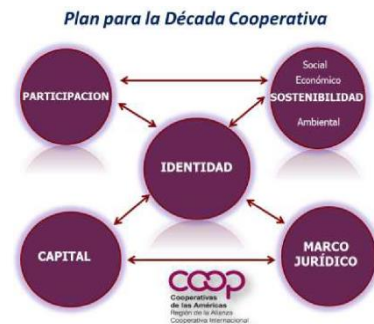 Plan para la Década Cooperativa
PARTICIPACION
Social
Económico
SOSTENIBILIDAD
Ambiental
IDENTIDAD
CAPITAL
MARCO
JURÍDICO
coop
Cooperativas
de las Américas
Región de la Alianza
Cooperativa Internacional